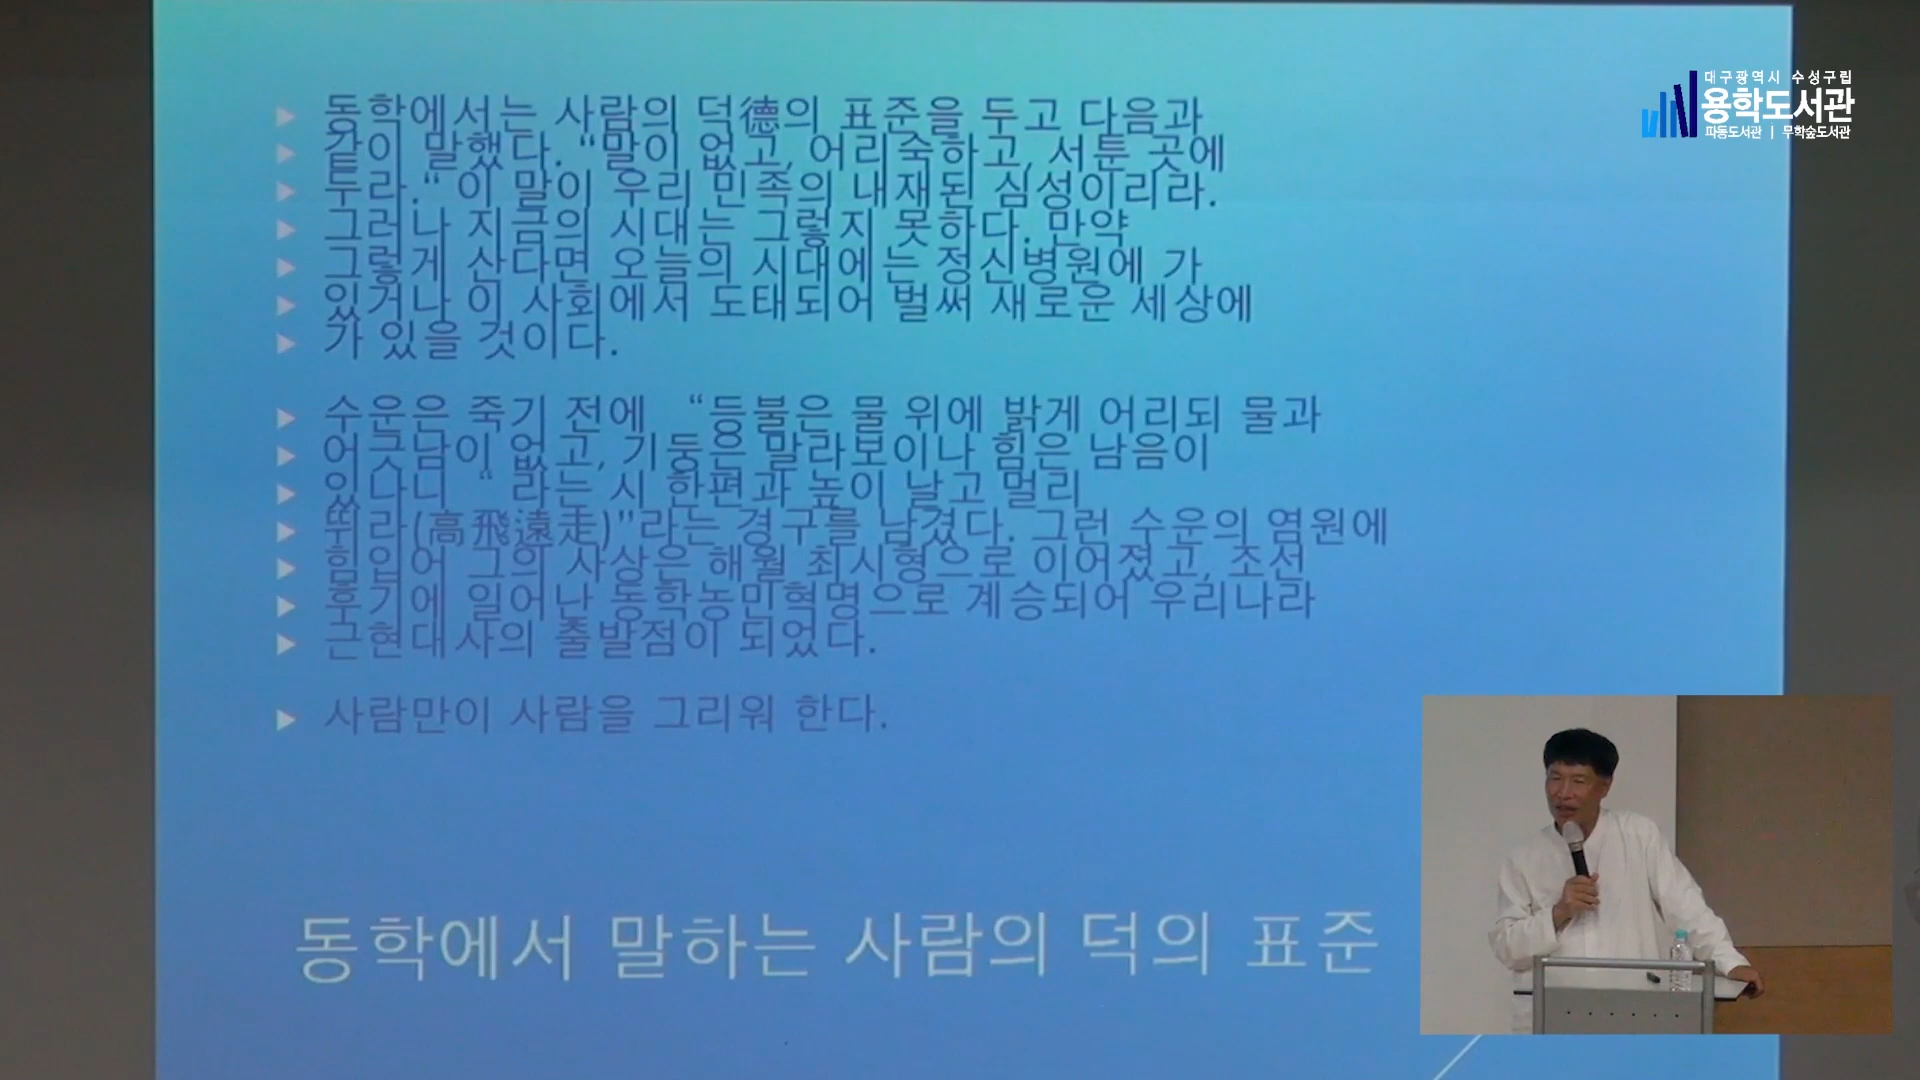 동학에서는 사람의 덕德의 표준을 두고 다음과
같이 말했다. “말이 없고, 어리숙하고, 서툰 곳에
두라.“ 이 말이 우리 민족의 내재된 심성이리라.
그러나 지금의 시대는 그렇지 못하다. 만약
그렇게 산다면 오늘의 시대에는 정신병원에 가
있거나 이 사회에서 도태되어 벌써 새로운 세상에
가 있을 것이다.
수운은 죽기 전에 “등불은 물 위에 밝게 어리되 물과
어긋남이 없고, 기둥은 말라보이나 힘은 남음이
있나니 “ 라는 시 한편과 높이 날고 멀리
뛰라(高飛遠走)"라는 경구를 남겼다. 그런 수운의 염원에
힘입어 그의 사상은 해월 최시형으로 이어졌고, 조선
후기에 일어난 동학농민혁명으로 계승되어 우리나라
근현대사의 출발점이 되었다.
사람만이 사람을 그리워 한다.
동학에서 말하는 사람의 덕의 표준
대구광역시 수성구립
용학도서관
파동도서관 | 무학숲도서관